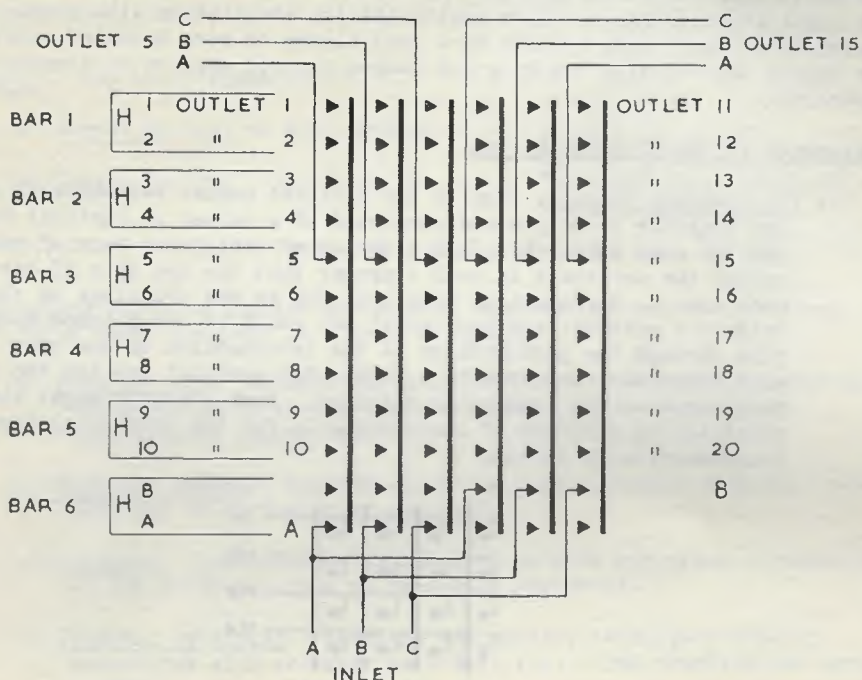 C C
OUTLET 5 B B OUTLET 15
A A
BAR 1 H 1 OUTLET 1 OUTLET 11
2 " 2 " 12
BAR 2 H 3 " 3 " 13
4 " 4 " 14
BAR 3 H 5 " 5 " 15
6 " 6 " 16
BAR 4 H 7 " 7 " 17
8 " 8 " 18
BAR 5 H 9 " 9 " 19
10 " 10 " 20
BAR 6 H B B
A A
A B C
INLET